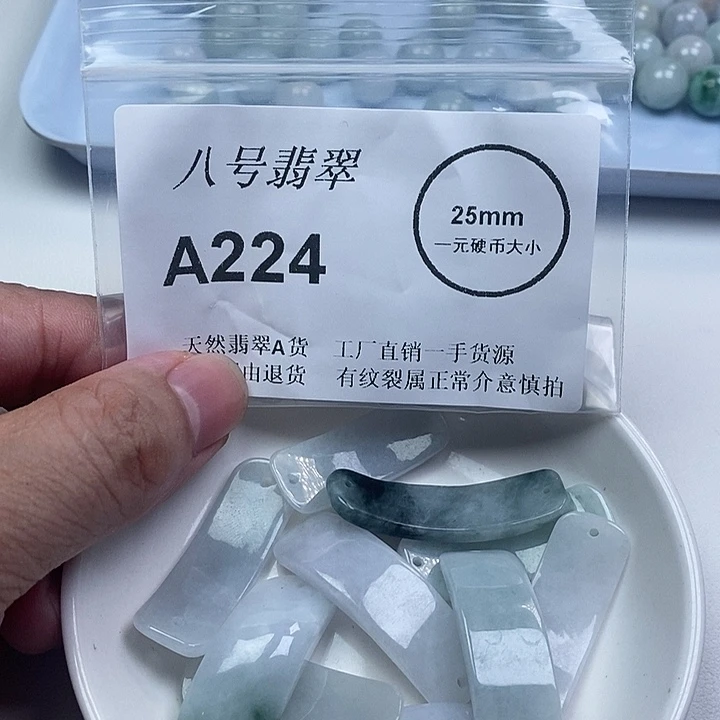 八号翡翠
25mm
一元硬币大小
A224
天然翡翠A货 工厂直销一手货源
由退货 有纹裂属正常介意慎拍